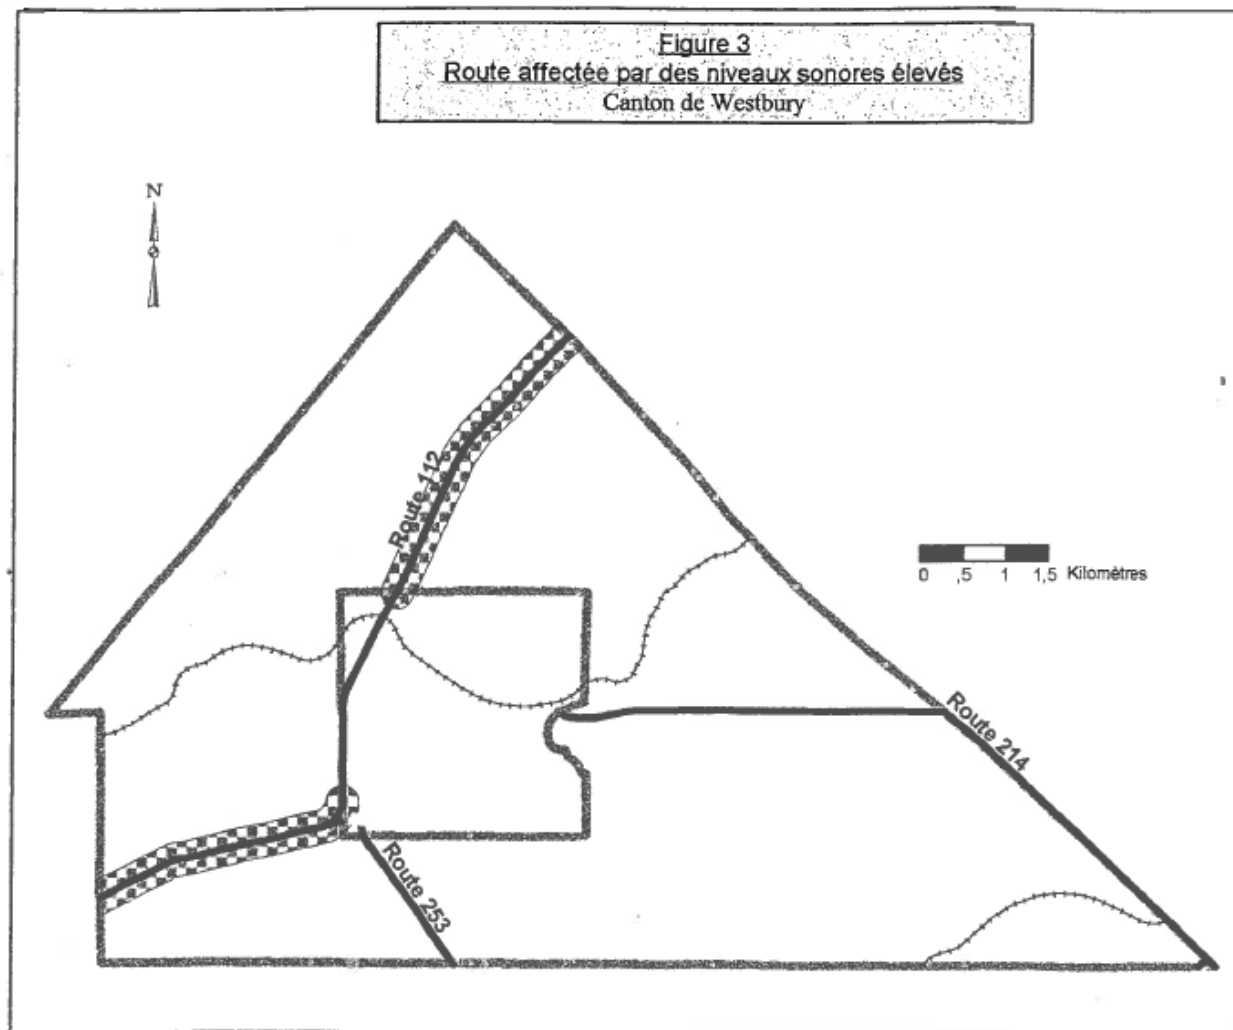 Figure 3
Route affectée par des niveaux sonores élevés
Canton de Westbury
N
Route 112
0 ,5 1 1,5 Kilomètres
Route 214
Route 253